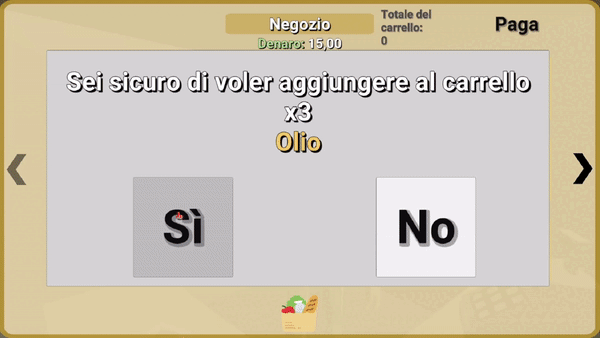 Negozio
Denaro: 15,00
Totale del
carrello:
0
Paga
Sei sicuro di voler aggiungere al carrello
x3
Olio
Sì
No